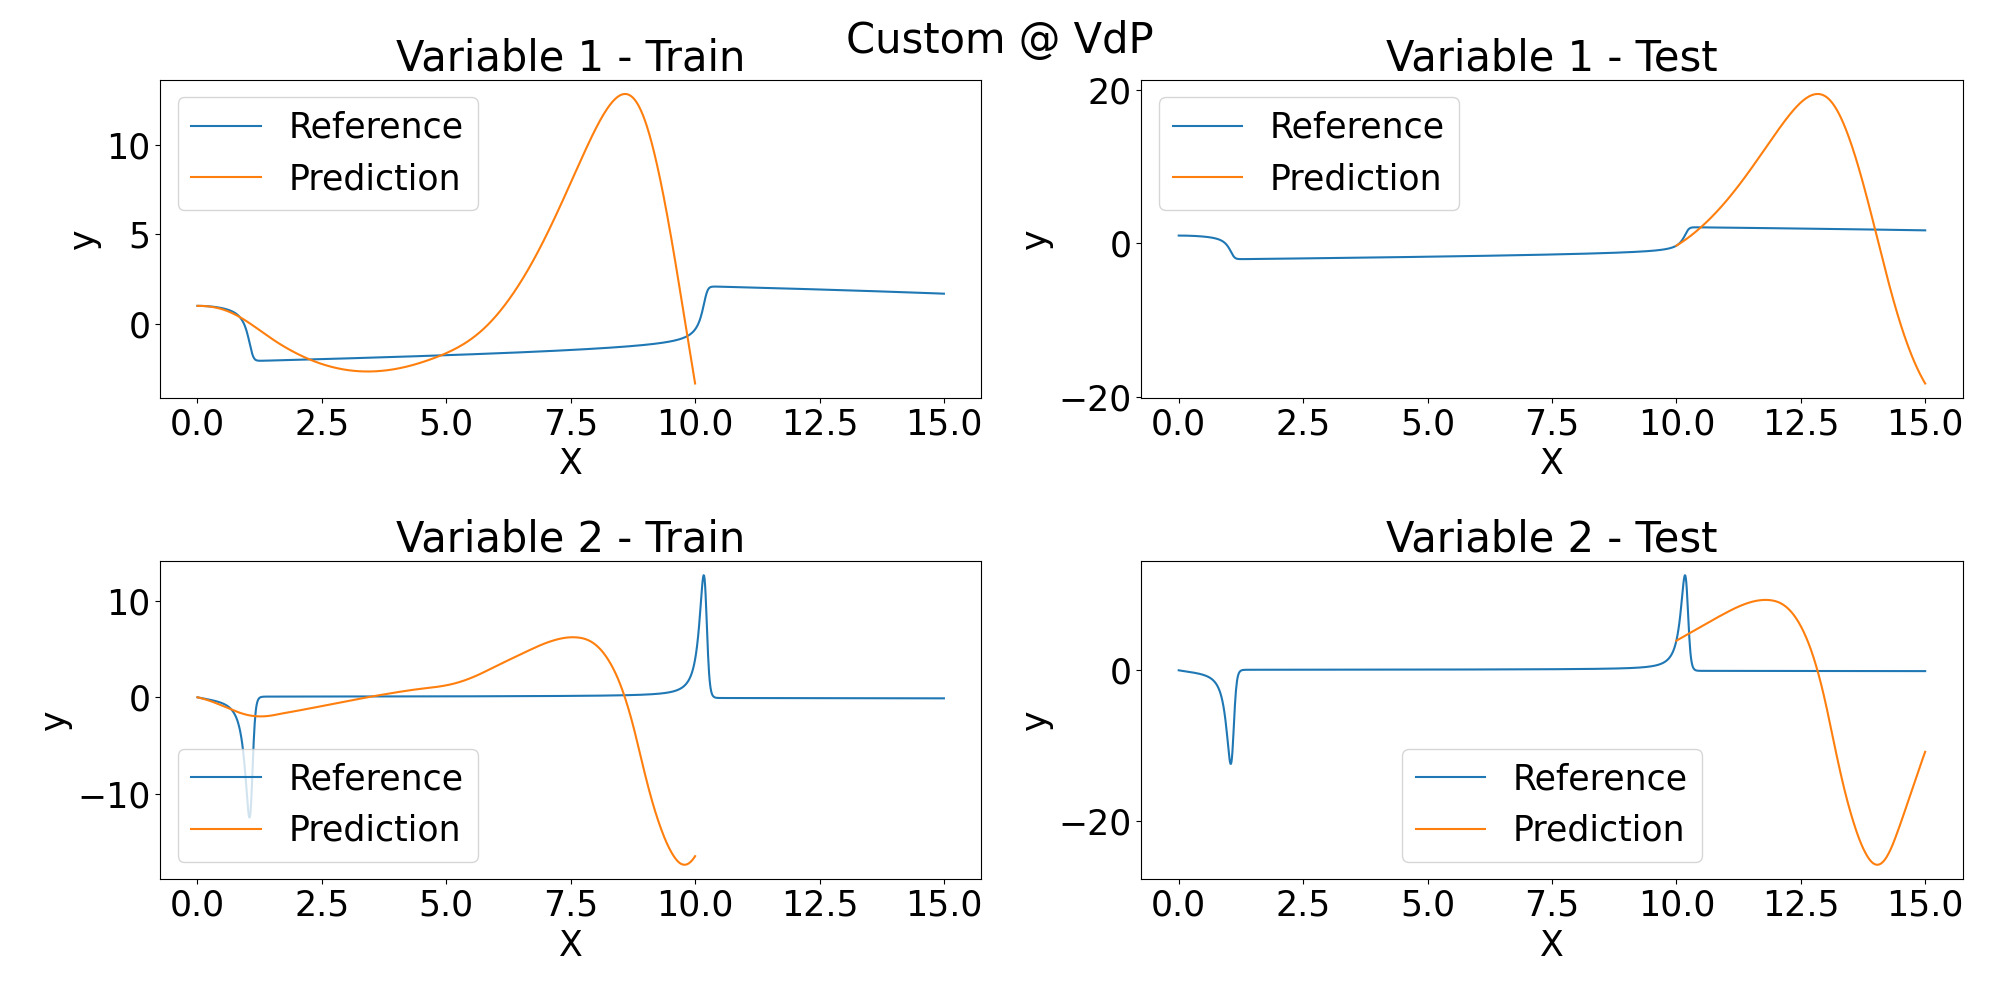 Custom @ VdP
Variable 1 - Train
10
5
0
y
Reference
Prediction
0.0 2.5 5.0 7.5 10.0 12.5 15.0
X
Variable 1 - Test
20
0
−20
y
Reference
Prediction
0.0 2.5 5.0 7.5 10.0 12.5 15.0
X
Variable 2 - Train
10
0
−10
y
Reference
Prediction
0.0 2.5 5.0 7.5 10.0 12.5 15.0
X
Variable 2 - Test
0
−20
y
Reference
Prediction
0.0 2.5 5.0 7.5 10.0 12.5 15.0
X